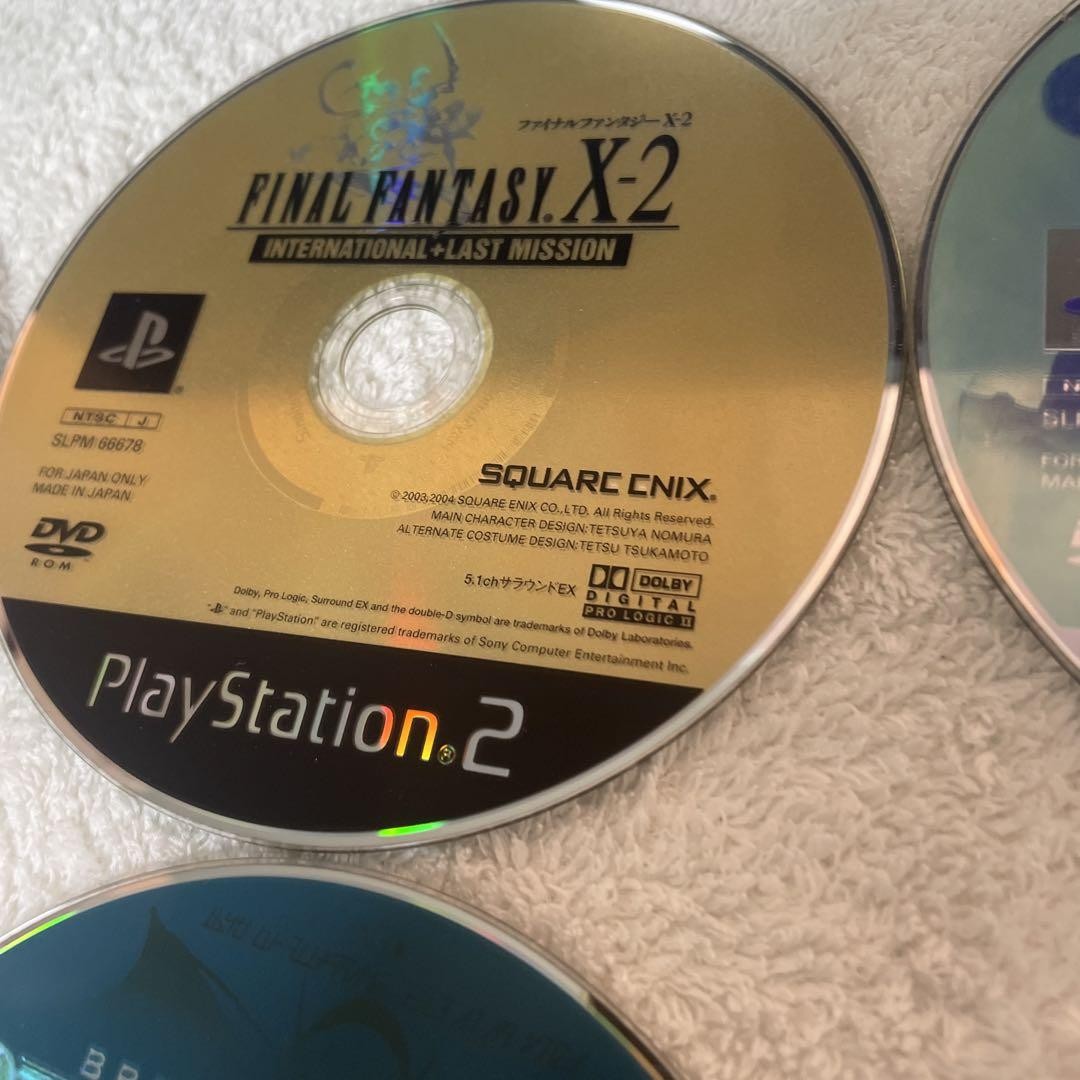 ファイナルファンタジー X-2
FINAL FANTASY. X-2
INTERNATIONAL+LAST MISSION
NTSC J
SLPM 66678
FOR JAPAN ONLY
MADE IN JAPAN
DVD
ROM
SQUARE ENIX.
© 2003,2004 SQUARE ENIX CO.,LTD. All Rights Reserved.
MAIN CHARACTER DESIGN:TETSUYA NOMURA
ALTERNATE COSTUME DESIGN:TETSU TSUKAMOTO
5.1chサラウンドEX
DOLBY
DIGITAL
PRO LOGIC II
Dolby, Pro Logic, Surround EX and the double-D symbol are trademarks of Dolby Laboratories.
" " and "PlayStation" are registered trademarks of Sony Computer Entertainment Inc.
PlayStation®2